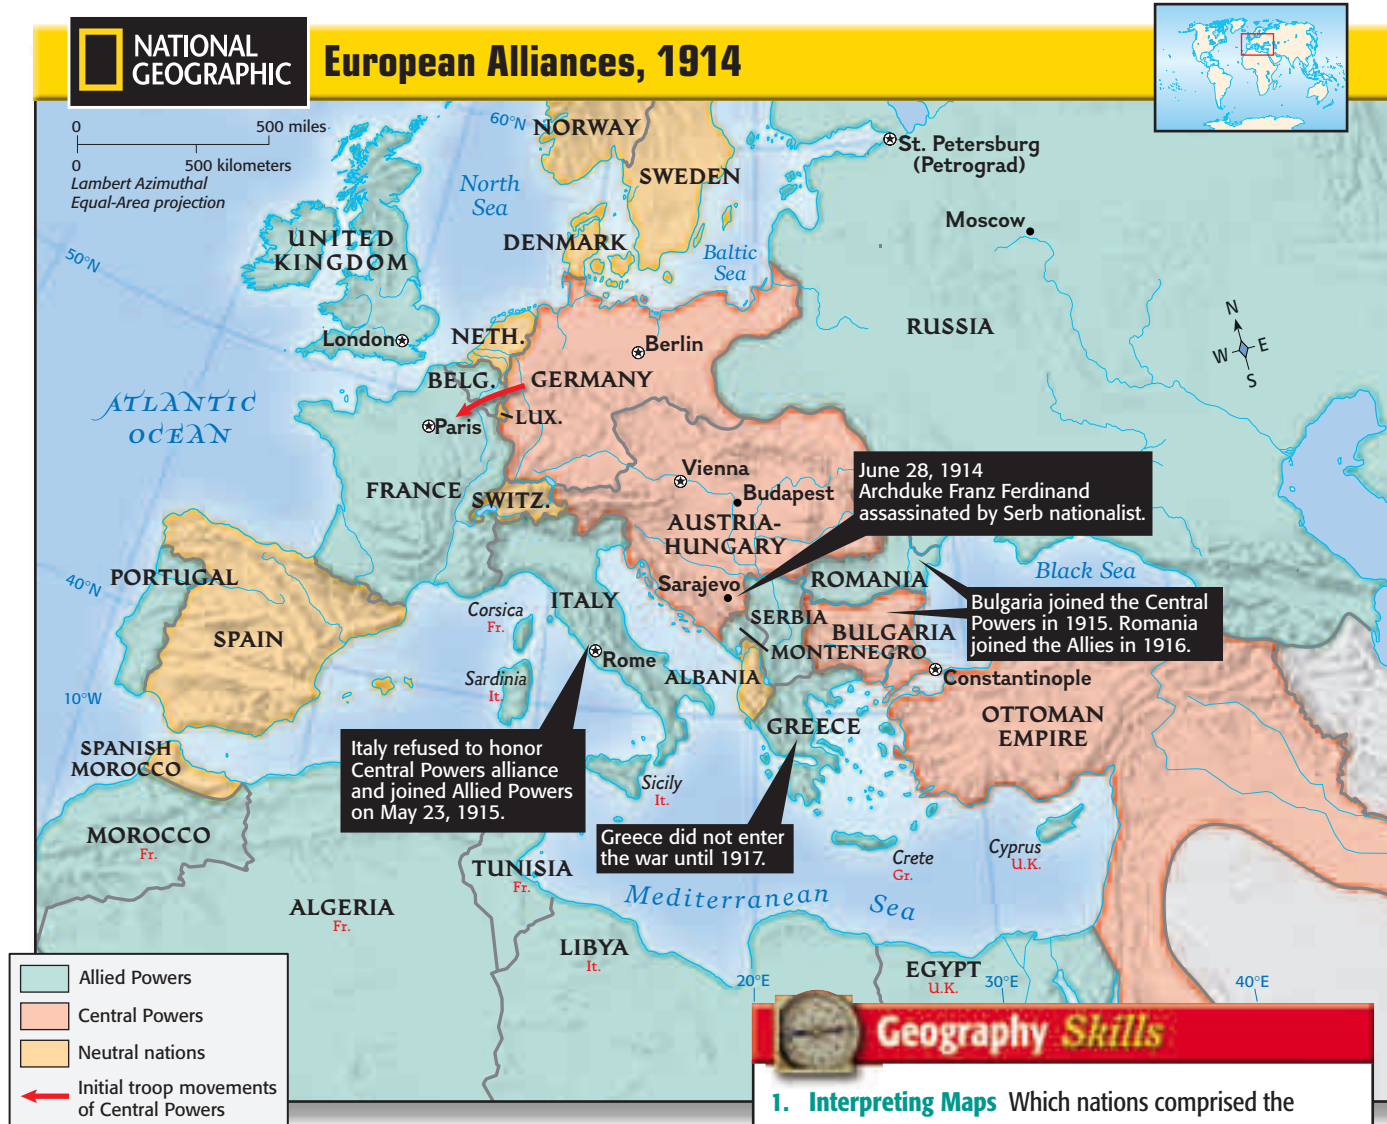 NATIONAL
GEOGRAPHIC
European Alliances, 1914
0 500 miles
0 500 kilometers
Lambert Azimuthal
Equal-Area projection
60°N
NORWAY
SWEDEN
St. Petersburg
(Petrograd)
North
Sea
Moscow
UNITED
KINGDOM
DENMARK
Baltic
Sea
50°N
RUSSIA
N
W E
S
London
NETH.
Berlin
BELG.
GERMANY
ATLANTIC
OCEAN
Paris
LUX.
Vienna
June 28, 1914
Archduke Franz Ferdinand
assassinated by Serb nationalist.
FRANCE
SWITZ.
Budapest
AUSTRIA-
HUNGARY
40°N
PORTUGAL
Corsica
Fr.
ITALY
Sarajevo
ROMANIA
Black Sea
SPAIN
SERBIA
BULGARIA
Bulgaria joined the Central
Powers in 1915. Romania
joined the Allies in 1916.
MONTENEGRO
Rome
Sardinia
It.
ALBANIA
Constantinople
10°W
GREECE
OTTOMAN
EMPIRE
SPANISH
MOROCCO
Italy refused to honor
Central Powers alliance
and joined Allied Powers
on May 23, 1915.
Sicily
It.
MOROCCO
Fr.
Greece did not enter
the war until 1917.
Crete
Gr.
Cyprus
U.K.
TUNISIA
Fr.
Mediterranean Sea
ALGERIA
Fr.
LIBYA
It.
EGYPT
U.K.
20°E
30°E
40°E
Allied Powers
Central Powers
Neutral nations
Initial troop movements
of Central Powers
Geography Skills
1. Interpreting Maps Which nations comprised the